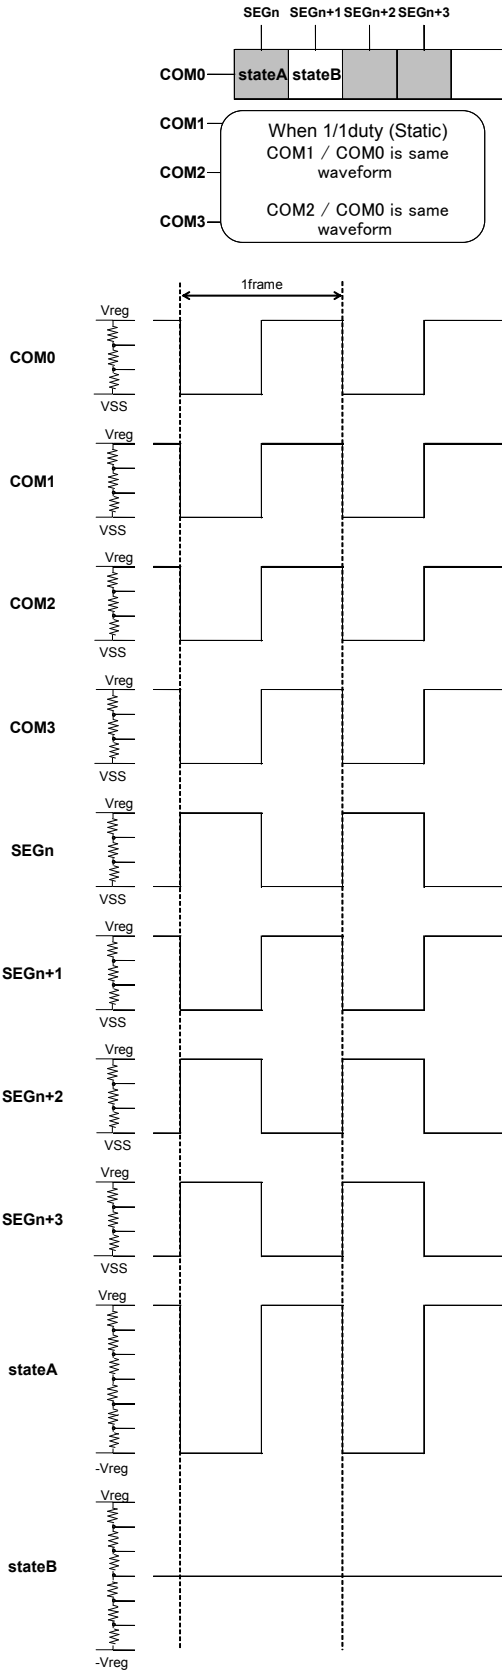 SEGn SEGn+1 SEGn+2 SEGn+3
COM0 stateA stateB
COM1
COM2
COM3
When 1/1duty (Static)
COM1 / COM0 is same
waveform
COM2 / COM0 is same
waveform
1frame
Vreg
COM0
VSS
Vreg
COM1
VSS
Vreg
COM2
VSS
Vreg
COM3
VSS
Vreg
SEGn
VSS
Vreg
SEGn+1
VSS
Vreg
SEGn+2
VSS
Vreg
SEGn+3
VSS
Vreg
stateA
-Vreg
Vreg
stateB
-Vreg